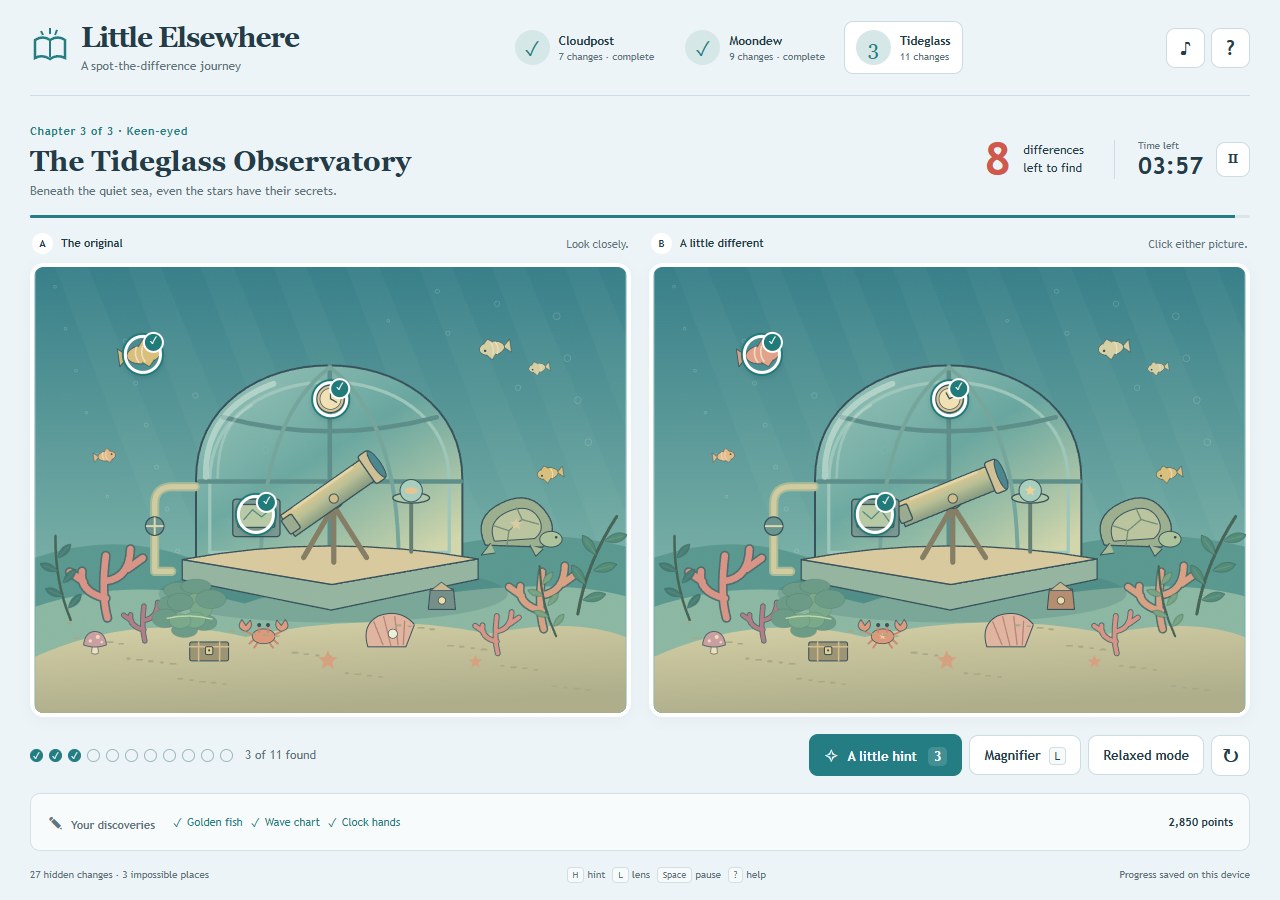 Little Elsewhere
A spot-the-difference journey
Cloudpost
7 changes · complete
Moondew
9 changes · complete
3
Tideglass
11 changes
?
Chapter 3 of 3 · Keen-eyed
The Tideglass Observatory
Beneath the quiet sea, even the stars have their secrets.
8
differences
left to find
Time left
03:57
A
The original
Look closely.
B
A little different
Click either picture.
3 of 11 found
A little hint 3
Magnifier L
Relaxed mode
Your discoveries
✓ Golden fish ✓ Wave chart ✓ Clock hands
2,850 points
27 hidden changes · 3 impossible places
H hint L lens Space pause ? help
Progress saved on this device